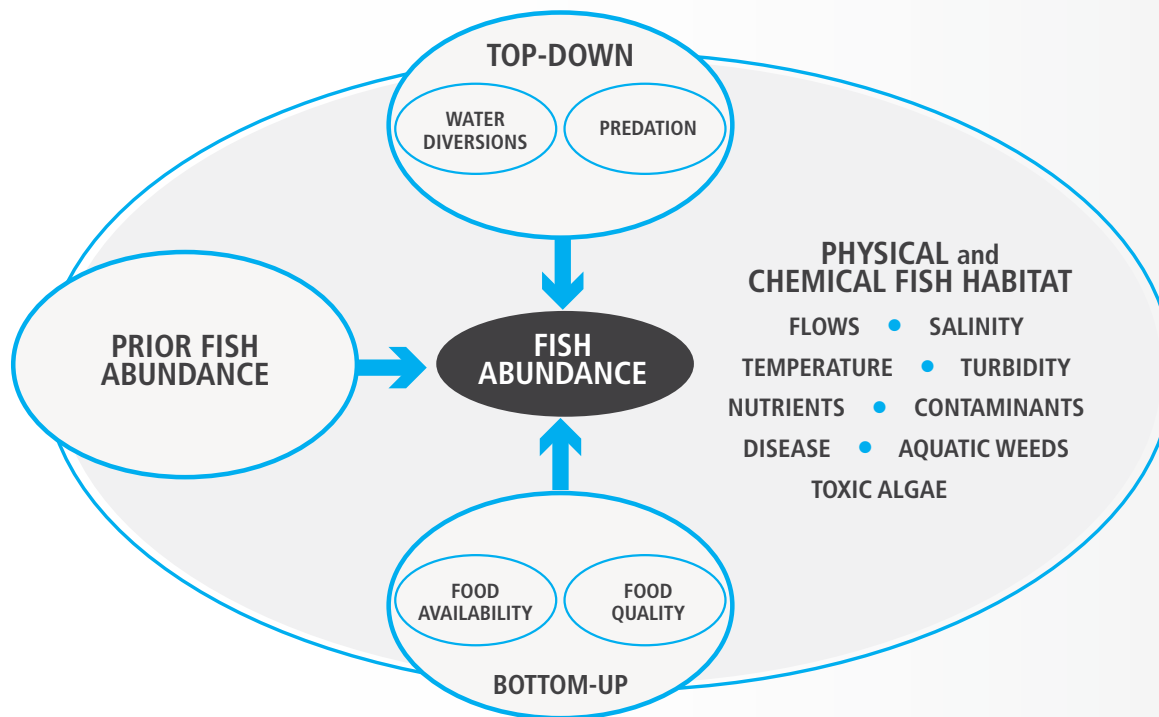 TOP-DOWN
WATER
DIVERSIONS
PREDATION
PRIOR FISH
ABUNDANCE
FISH
ABUNDANCE
PHYSICAL and
CHEMICAL FISH HABITAT
FLOWS • SALINITY
TEMPERATURE • TURBIDITY
NUTRIENTS • CONTAMINANTS
DISEASE • AQUATIC WEEDS
TOXIC ALGAE
FOOD
AVAILABILITY
FOOD
QUALITY
BOTTOM-UP